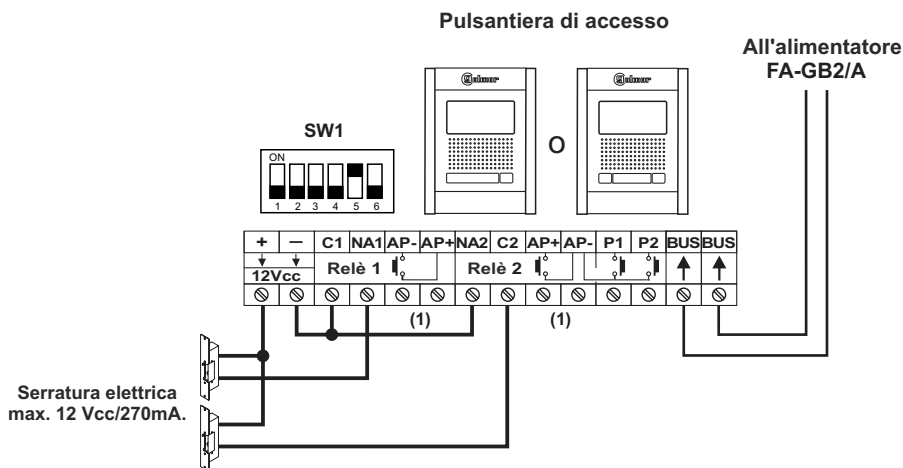 Pulsantiera di accesso
All'alimentatore
FA-GB2/A
Golmar
Golmar
O
SW1
ON
1 2 3 4 5 6
+ – C1 NA1 AP- AP+ NA2 C2 AP+ AP- P1 P2 BUS BUS
12Vcc
Relè 1
Relè 2
(1)
(1)
Serratura elettrica
max. 12 Vcc/270mA.